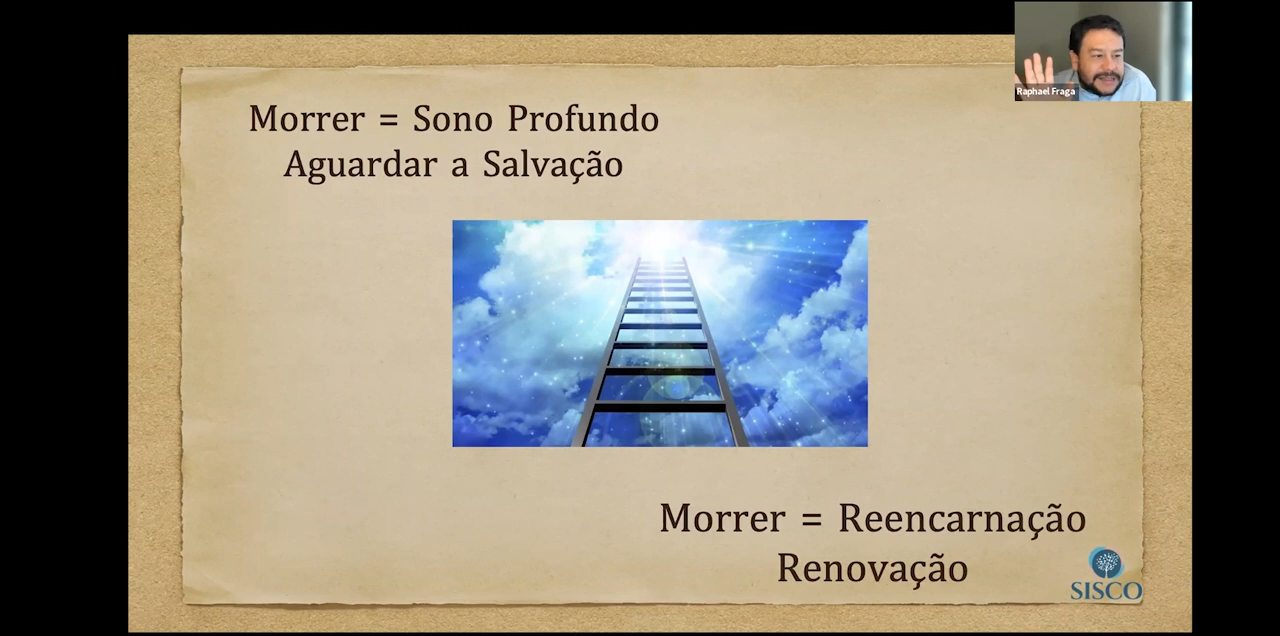 Raphael Fraga
Morrer = Sono Profundo
Aguardar a Salvação
Morrer = Reencarnação
Renovação
SISCO